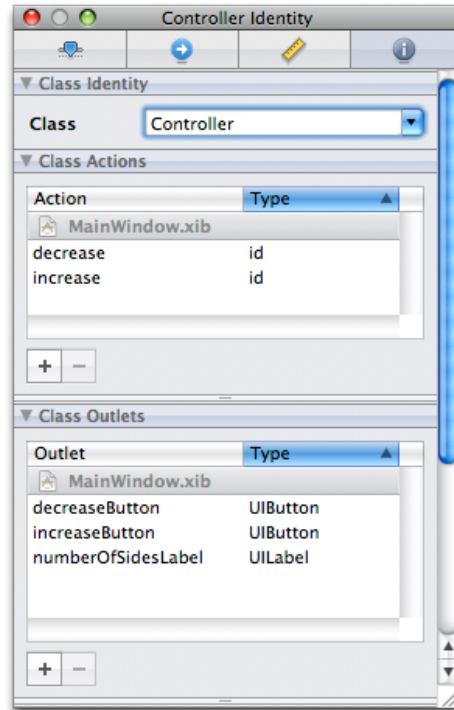 Controller Identity
Class Identity
Class Controller
Class Actions
Action Type
MainWindow.xib
decrease id
increase id
+ −
Class Outlets
Outlet Type
MainWindow.xib
decreaseButton UIButton
increaseButton UIButton
numberOfSidesLabel UILabel
+ −